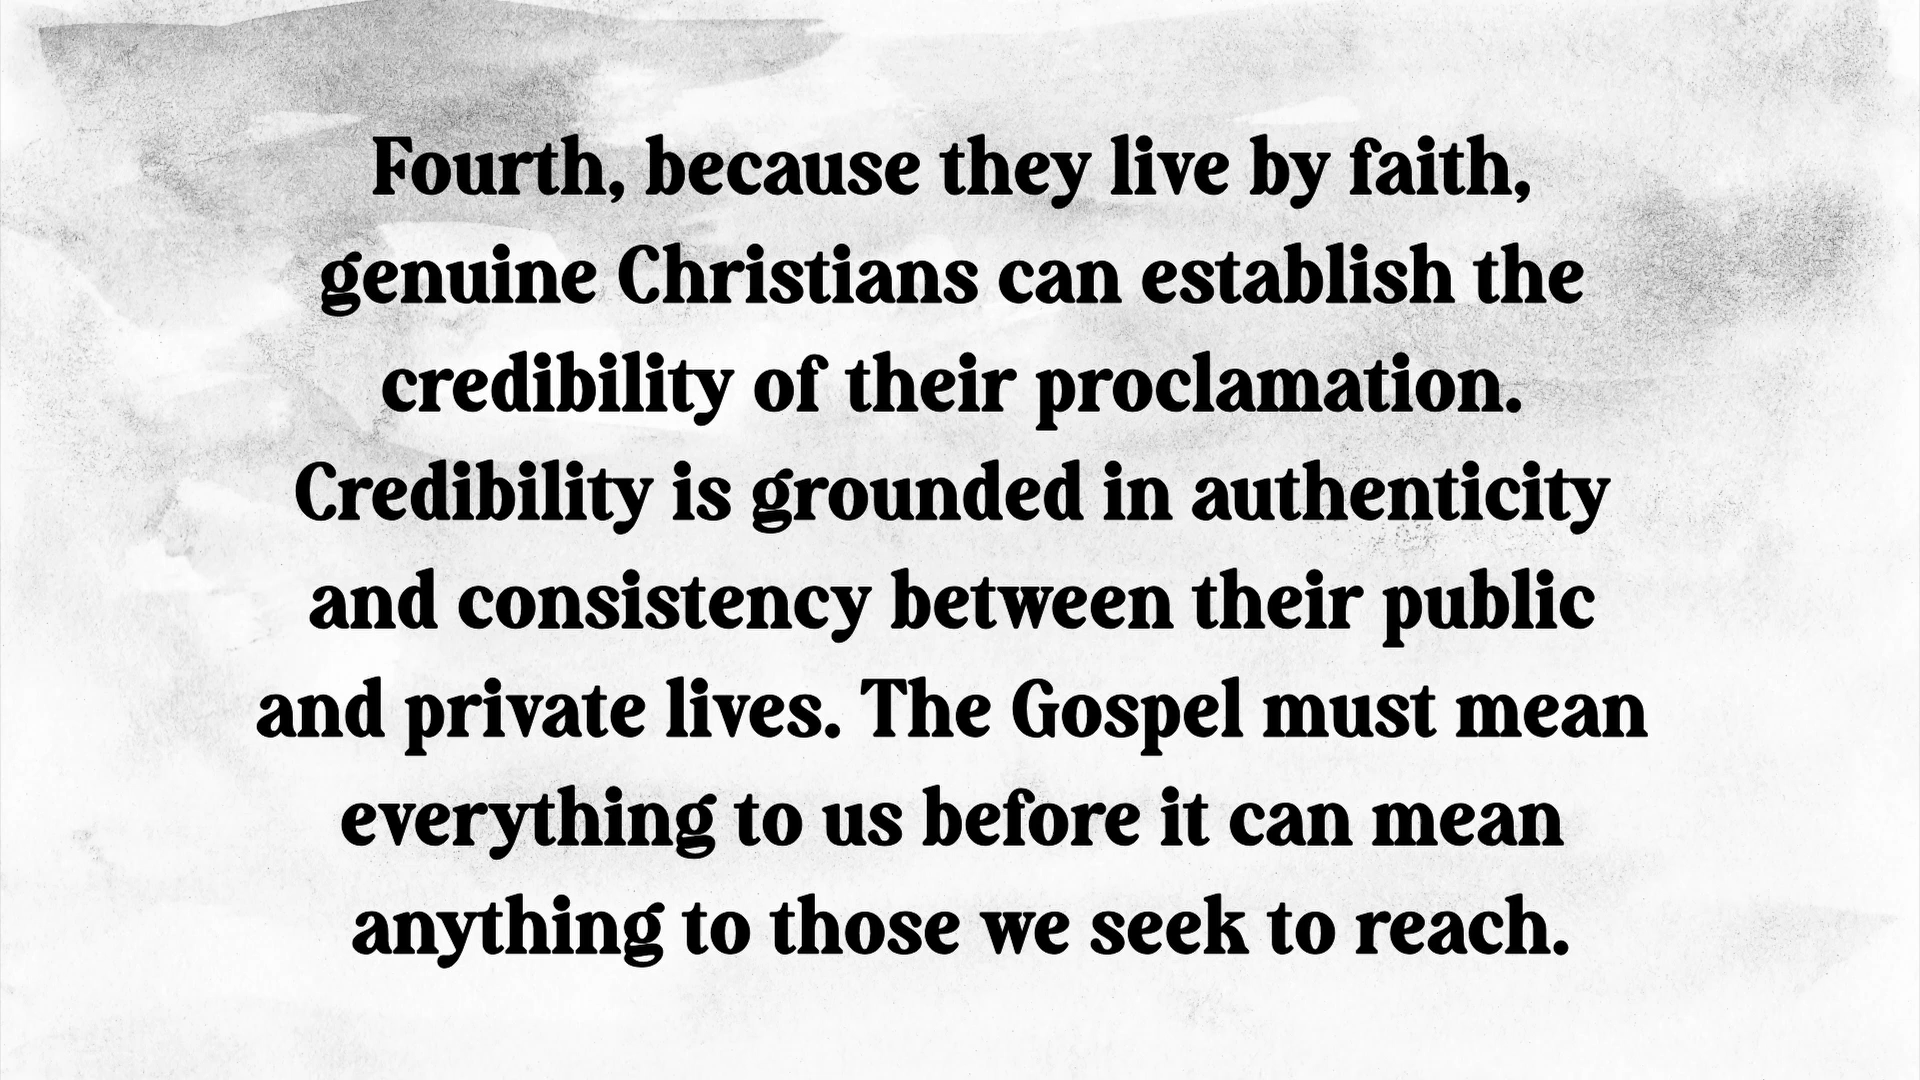 Fourth, because they live by faith,
genuine Christians can establish the
credibility of their proclamation.
Credibility is grounded in authenticity
and consistency between their public
and private lives. The Gospel must mean
everything to us before it can mean
anything to those we seek to reach.